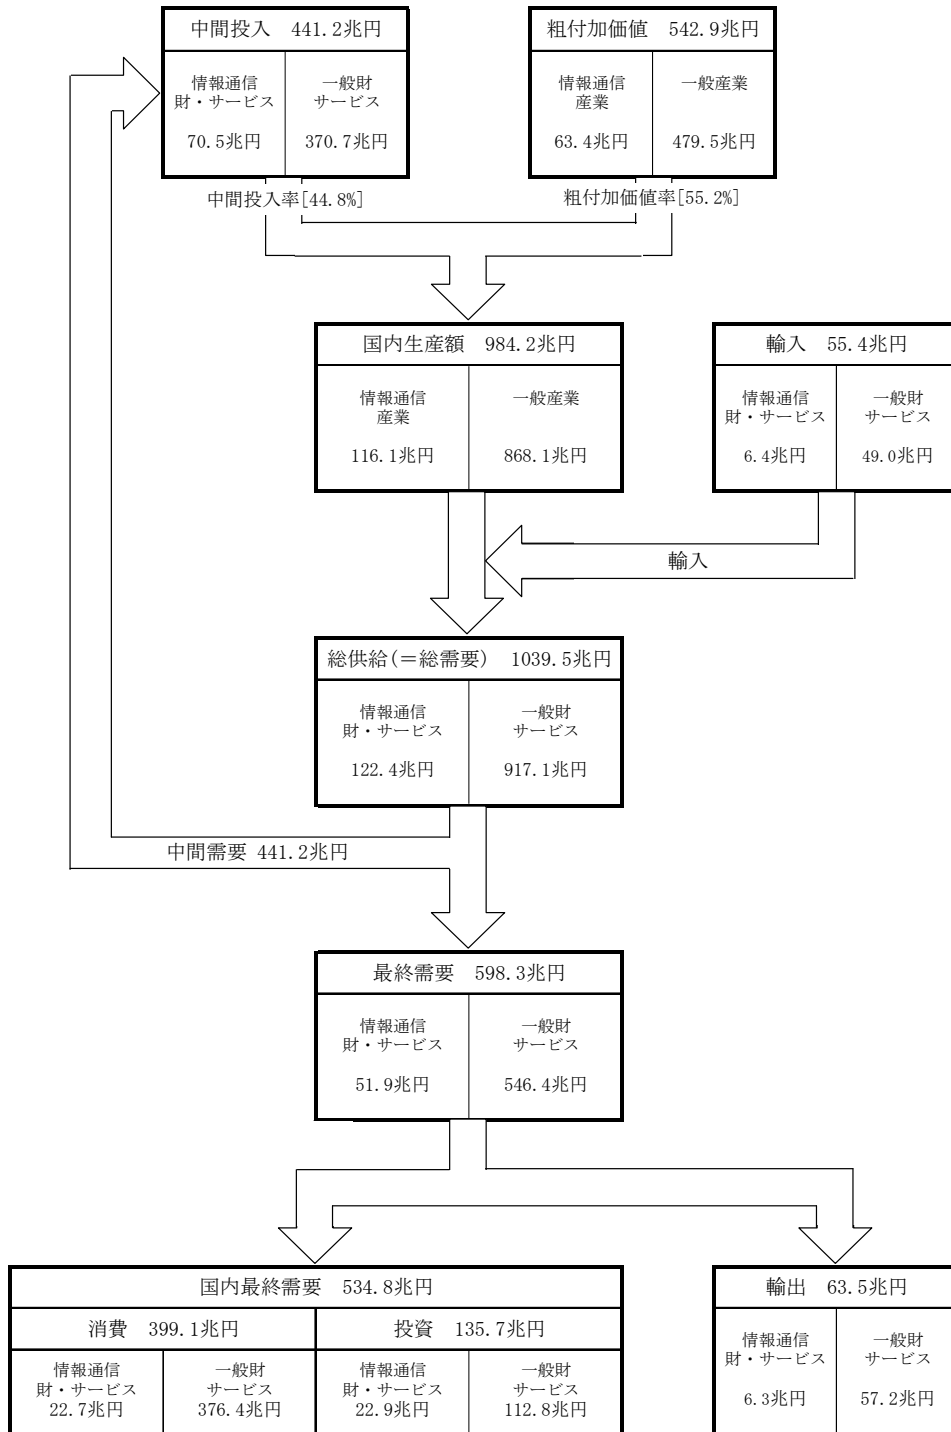 中間投入　441.2兆円
情報通信
財・サービス
70.5兆円
一般財
サービス
370.7兆円
粗付加価値　542.9兆円
情報通信
産業
63.4兆円
一般産業
479.5兆円
中間投入率[44.8%]
粗付加価値率[55.2%]
国内生産額　984.2兆円
情報通信
産業
116.1兆円
一般産業
868.1兆円
輸入　55.4兆円
情報通信
財・サービス
6.4兆円
一般財
サービス
49.0兆円
輸入
総供給(＝総需要)　1039.5兆円
情報通信
財・サービス
122.4兆円
一般財
サービス
917.1兆円
中間需要 441.2兆円
最終需要　598.3兆円
情報通信
財・サービス
51.9兆円
一般財
サービス
546.4兆円
国内最終需要　534.8兆円
消費　399.1兆円
情報通信
財・サービス
22.7兆円
一般財
サービス
376.4兆円
投資　135.7兆円
情報通信
財・サービス
22.9兆円
一般財
サービス
112.8兆円
輸出　63.5兆円
情報通信
財・サービス
6.3兆円
一般財
サービス
57.2兆円